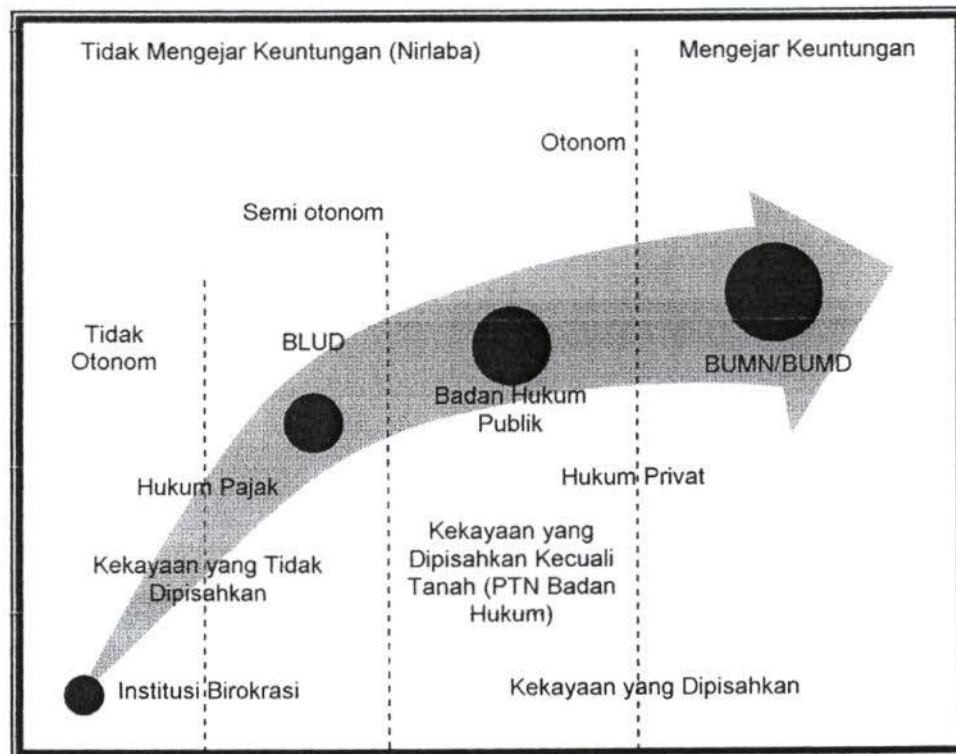 Tidak Mengejar Keuntungan (Nirlaba)
Mengejar Keuntungan
Otonom
Semi otonom
Tidak
Otonom
BLUD
BUMN/BUMD
Badan Hukum
Publik
Hukum Pajak
Hukum Privat
Kekayaan yang Tidak
Dipisahkan
Kekayaan yang
Dipisahkan Kecuali
Tanah (PTN Badan
Hukum)
Institusi Birokrasi
Kekayaan yang Dipisahkan